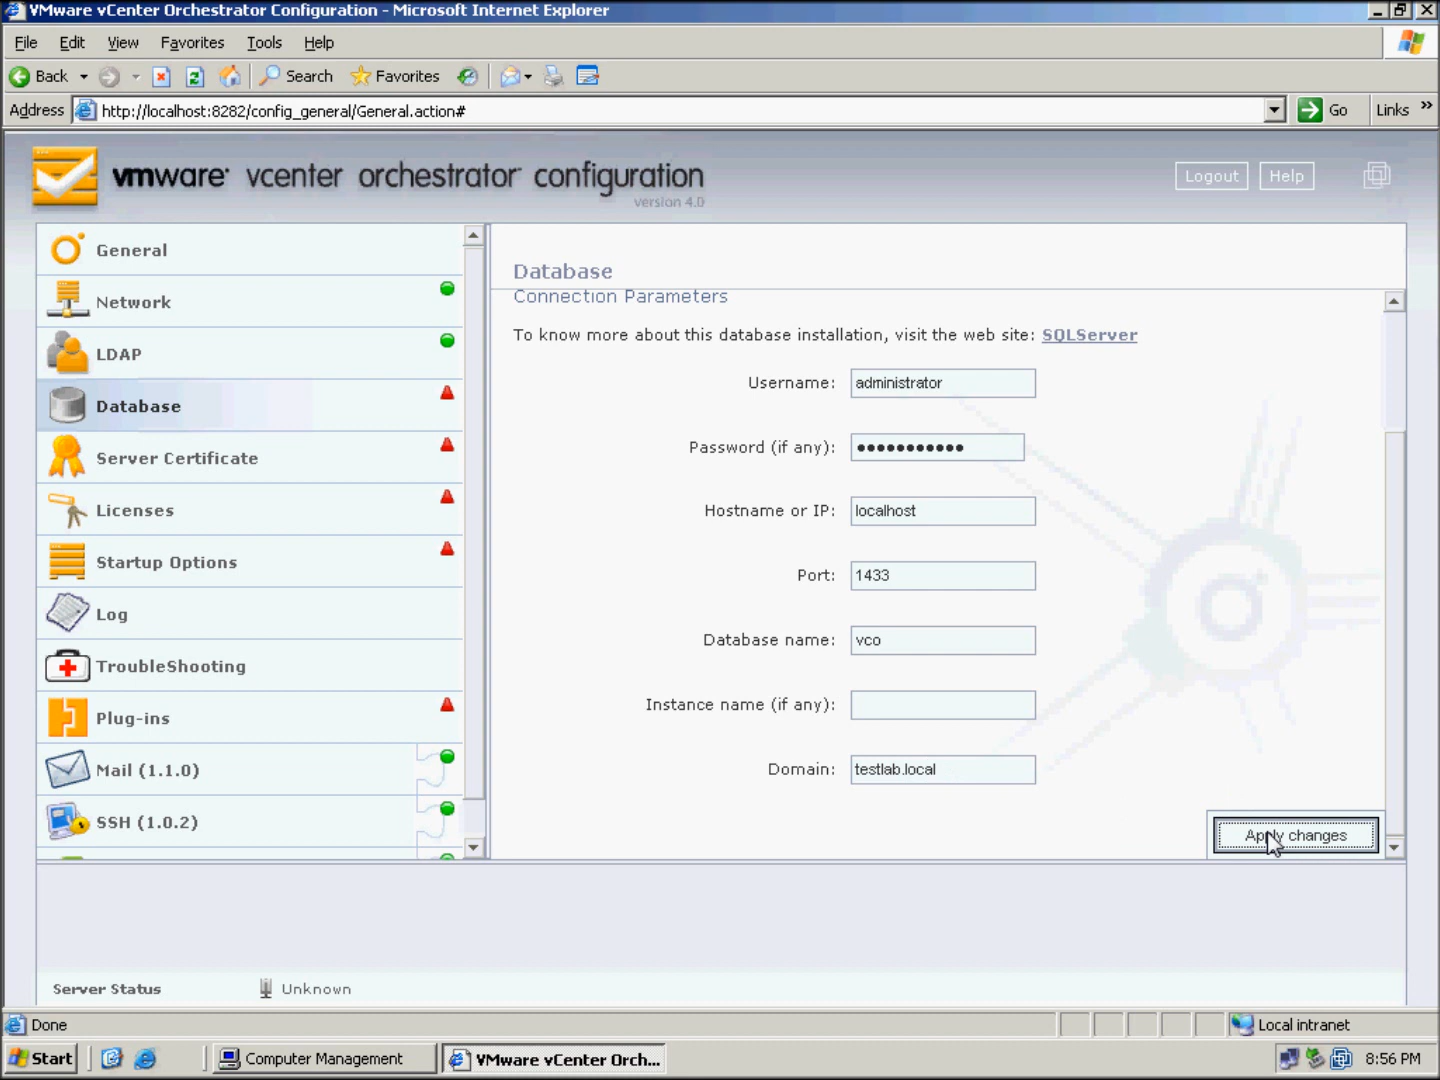 VMware vCenter Orchestrator Configuration - Microsoft Internet Explorer
File Edit View Favorites Tools Help
Back Search Favorites
Address http://localhost:8282/config_general/General.action# Go Links »
vmware vcenter orchestrator configuration
version 4.0
Logout Help
General
Network
LDAP
Database
Server Certificate
Licenses
Startup Options
Log
TroubleShooting
Plug-ins
Mail (1.1.0)
SSH (1.0.2)
Database
Connection Parameters
To know more about this database installation, visit the web site: SQLServer
Username: administrator
Password (if any): •••••••••••
Hostname or IP: localhost
Port: 1433
Database name: vco
Instance name (if any):
Domain: testlab.local
Apply changes
Server Status Unknown
Done Local intranet
Start Computer Management VMware vCenter Orch... 8:56 PM